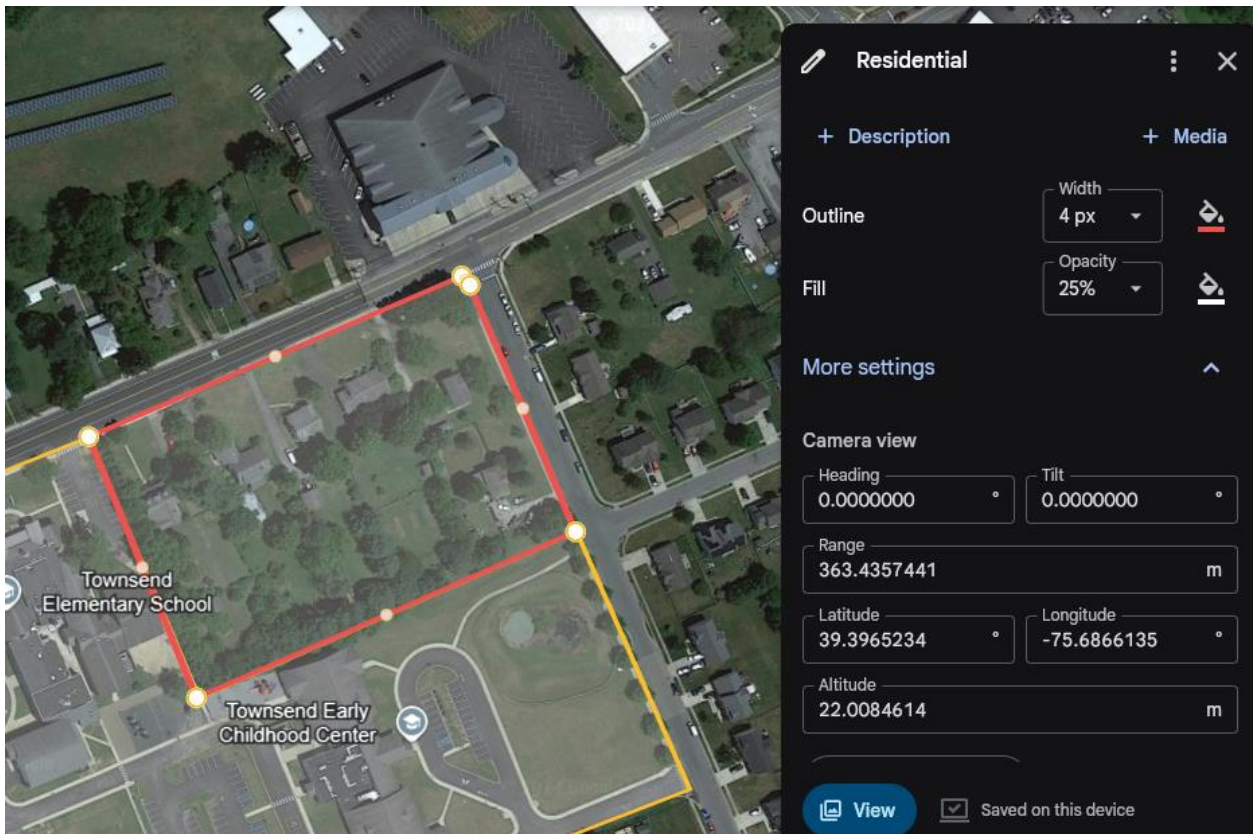 Residential
+ Description
+ Media
Outline
Width
4 px
Fill
Opacity
25%
More settings
Camera view
Heading
0.0000000 °
Tilt
0.0000000 °
Range
363.4357441 m
Latitude
39.3965234 °
Longitude
-75.6866135 °
Altitude
22.0084614 m
View
Saved on this device
Townsend
Elementary School
Townsend Early
Childhood Center